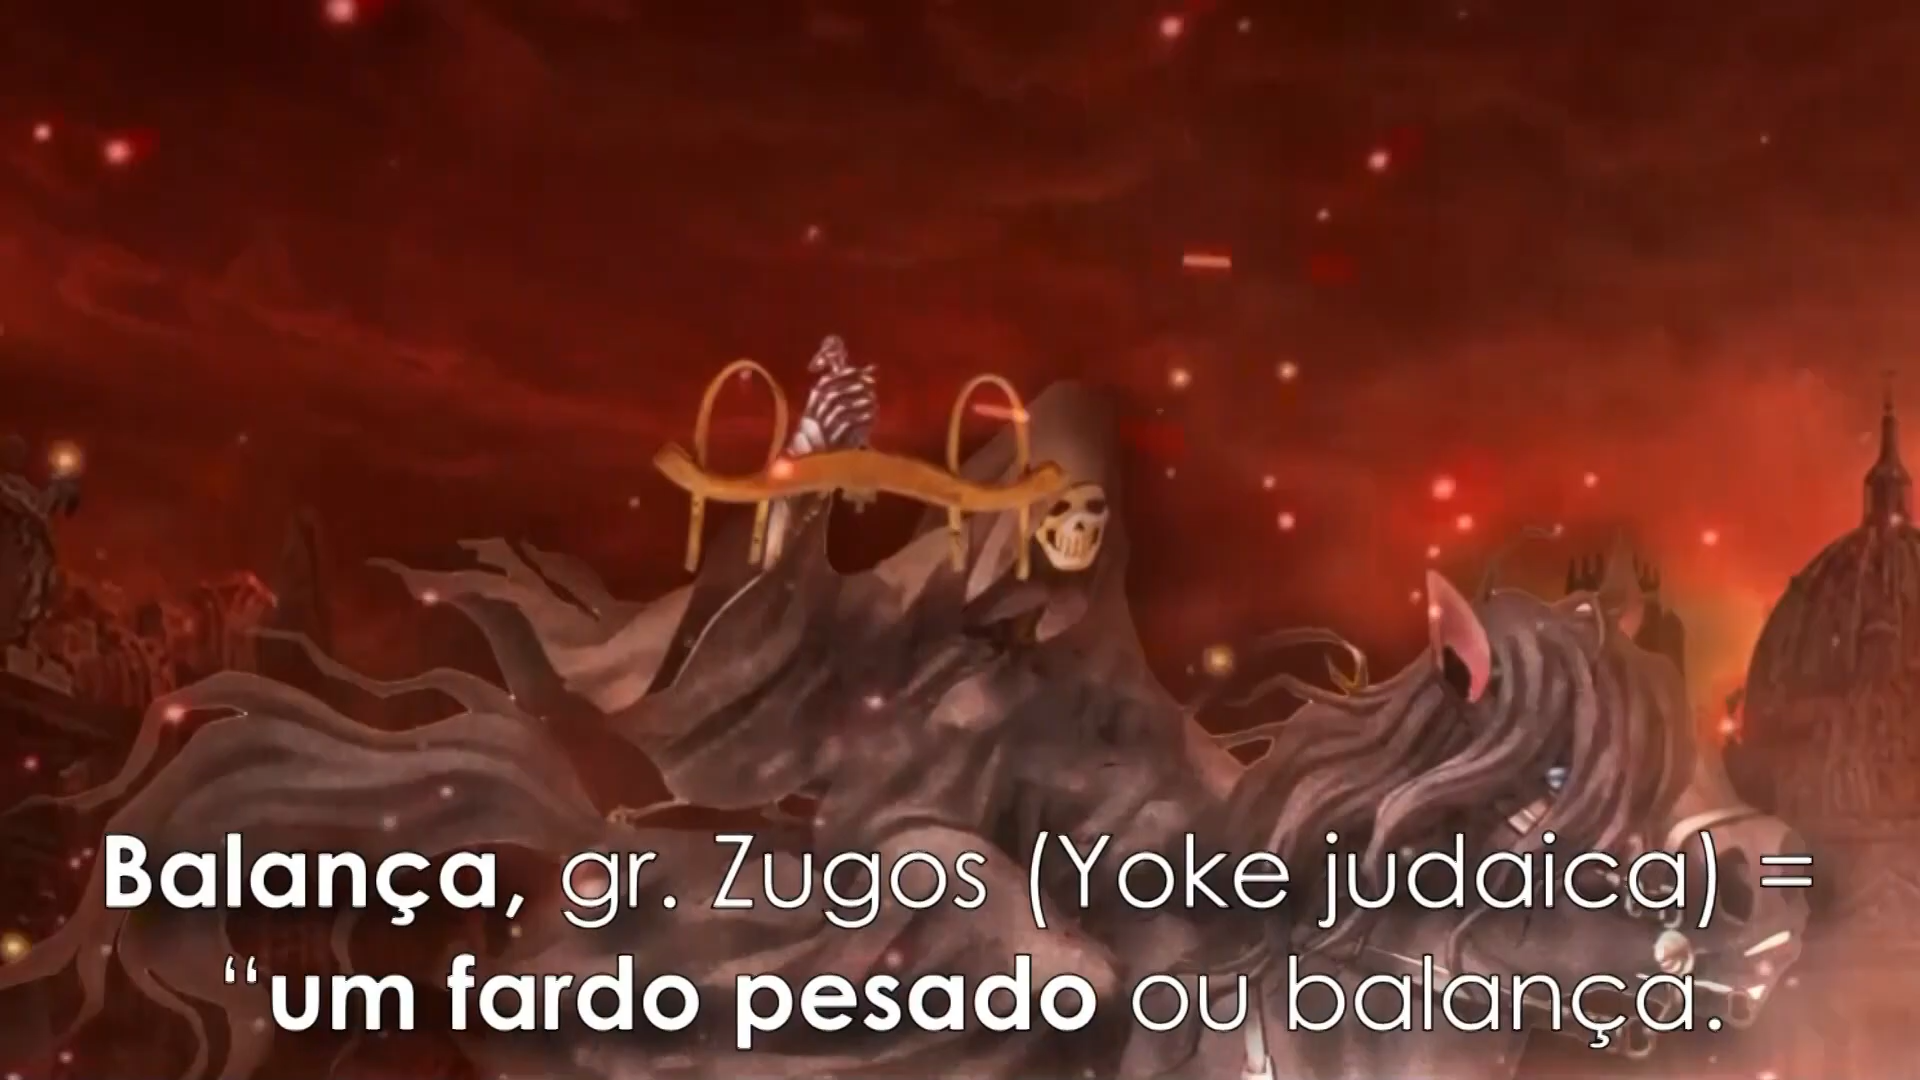 Balança, gr. Zugos (Yoke judaica) =
“um fardo pesado ou balança.